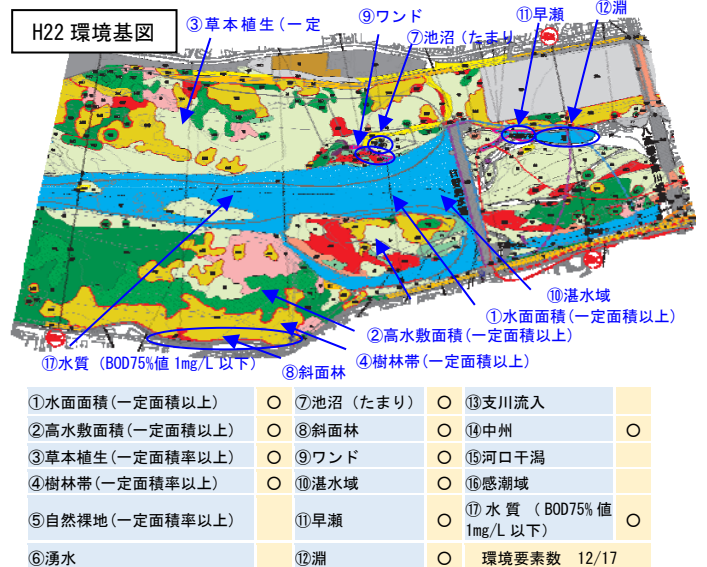 H22 環境基図
③草本植生(一定
⑨ワンド
⑦池沼（たまり
⑪早瀬
⑫淵
⑩湛水域
①水面面積(一定面積以上)
②高水敷面積(一定面積以上)
④樹林帯(一定面積以上)
⑰水質（BOD75%値 1mg/L 以下）
⑧斜面林
①水面面積(一定面積以上) ○ ⑦池沼（たまり） ○ ⑬支川流入
②高水敷面積(一定面積以上) ○ ⑧斜面林 ○ ⑭中州 ○
③草本植生(一定面積率以上) ○ ⑨ワンド ○ ⑮河口干潟
④樹林帯(一定面積率以上) ○ ⑩湛水域 ○ ⑯感潮域
⑤自然裸地(一定面積率以上) ⑪早瀬 ○ ⑰水質（BOD75%値
1mg/L 以下） ○
⑥湧水 ⑫淵 ○ 環境要素数 12/17